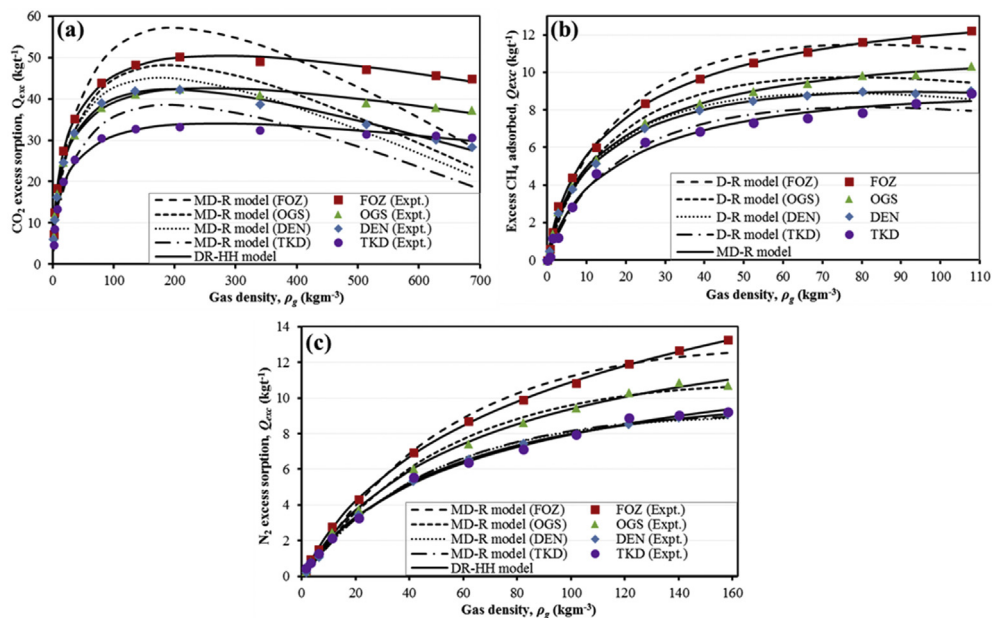 (a)
CO2 excess sorption, Qexc (kgt-1)
60
50
40
30
20
10
0
0 100 200 300 400 500 600 700
Gas density, ρg (kgm-3)
MD-R model (FOZ) FOZ (Expt.)
MD-R model (OGS) OGS (Expt.)
MD-R model (DEN) DEN (Expt.)
MD-R model (TKD) TKD (Expt.)
DR-HH model
(b)
Excess CH4 adsorbed, Qexc (kgt-1)
12
10
8
6
4
2
0
0 10 20 30 40 50 60 70 80 90 100 110
Gas density, ρg (kgm-3)
D-R model (FOZ) FOZ
D-R model (OGS) OGS
D-R model (DEN) DEN
D-R model (TKD) TKD
MD-R model
(c)
N2 excess sorption, Qexc (kgt-1)
14
12
10
8
6
4
2
0
0 20 40 60 80 100 120 140 160
Gas density, ρg (kgm-3)
MD-R model (FOZ) FOZ (Expt.)
MD-R model (OGS) OGS (Expt.)
MD-R model (DEN) DEN (Expt.)
MD-R model (TKD) TKD (Expt.)
DR-HH model